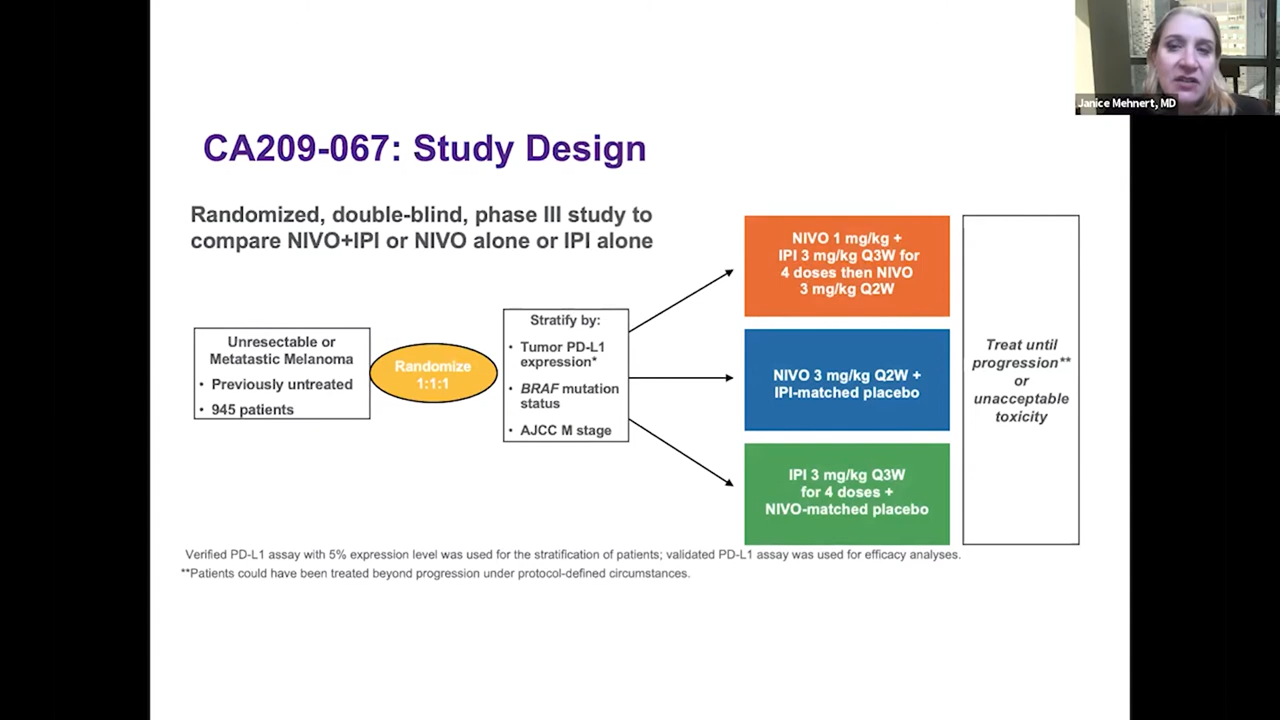 Janice Mehnert, MD
CA209-067: Study Design
Randomized, double-blind, phase III study to
compare NIVO+IPI or NIVO alone or IPI alone
Unresectable or
Metastatic Melanoma
• Previously untreated
• 945 patients
Randomize
1:1:1
Stratify by:
• Tumor PD-L1
expression*
• BRAF mutation
status
• AJCC M stage
NIVO 1 mg/kg +
IPI 3 mg/kg Q3W for
4 doses then NIVO
3 mg/kg Q2W
NIVO 3 mg/kg Q2W +
IPI-matched placebo
IPI 3 mg/kg Q3W
for 4 doses +
NIVO-matched placebo
Treat until
progression**
or
unacceptable
toxicity
Verified PD-L1 assay with 5% expression level was used for the stratification of patients; validated PD-L1 assay was used for efficacy analyses.
**Patients could have been treated beyond progression under protocol-defined circumstances.